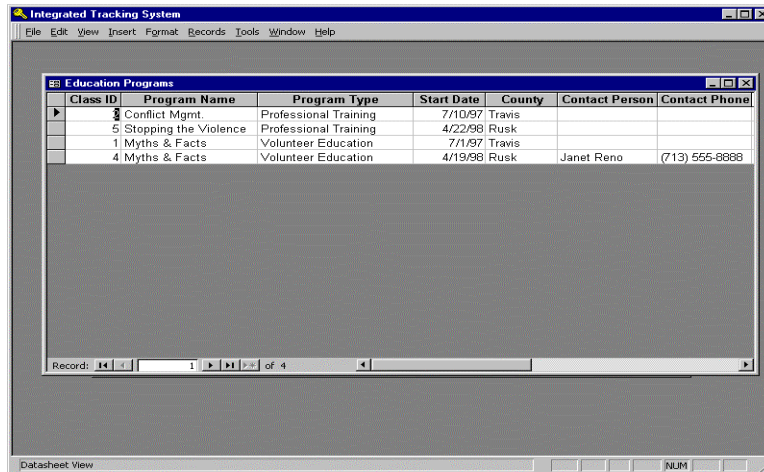 Integrated Tracking System
File Edit View Insert Format Records Tools Window Help
Education Programs
Class ID Program Name Program Type Start Date County Contact Person Contact Phone
Conflict Mgmt. Professional Training 7/10/97 Travis
5 Stopping the Violence Professional Training 4/22/98 Rusk
1 Myths & Facts Volunteer Education 7/1/97 Travis
4 Myths & Facts Volunteer Education 4/19/98 Rusk Janet Reno (713) 555-8888
Record: 1 of 4
Datasheet View NUM